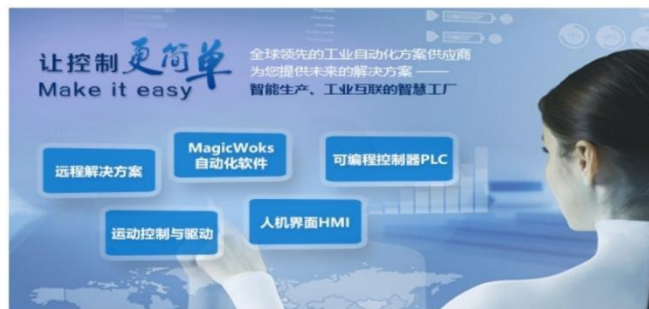 让控制更简单
Make it easy
全球领先的工业自动化方案供应商
为您提供未来的解决方案 ——
智能生产、工业互联的智慧工厂
远程解决方案
MagicWoks
自动化软件
可编程控制器PLC
运动控制与驱动
人机界面HMI